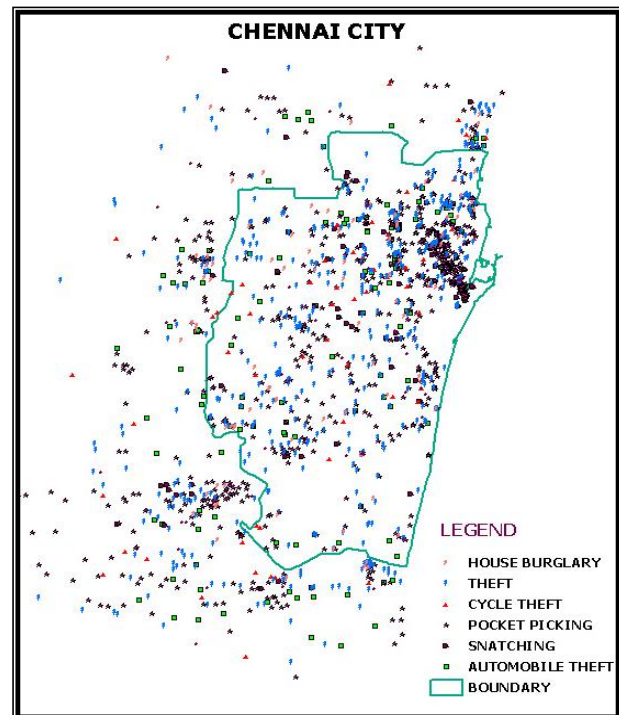 CHENNAI CITY
LEGEND
HOUSE BURGLARY
THEFT
CYCLE THEFT
POCKET PICKING
SNATCHING
AUTOMOBILE THEFT
BOUNDARY